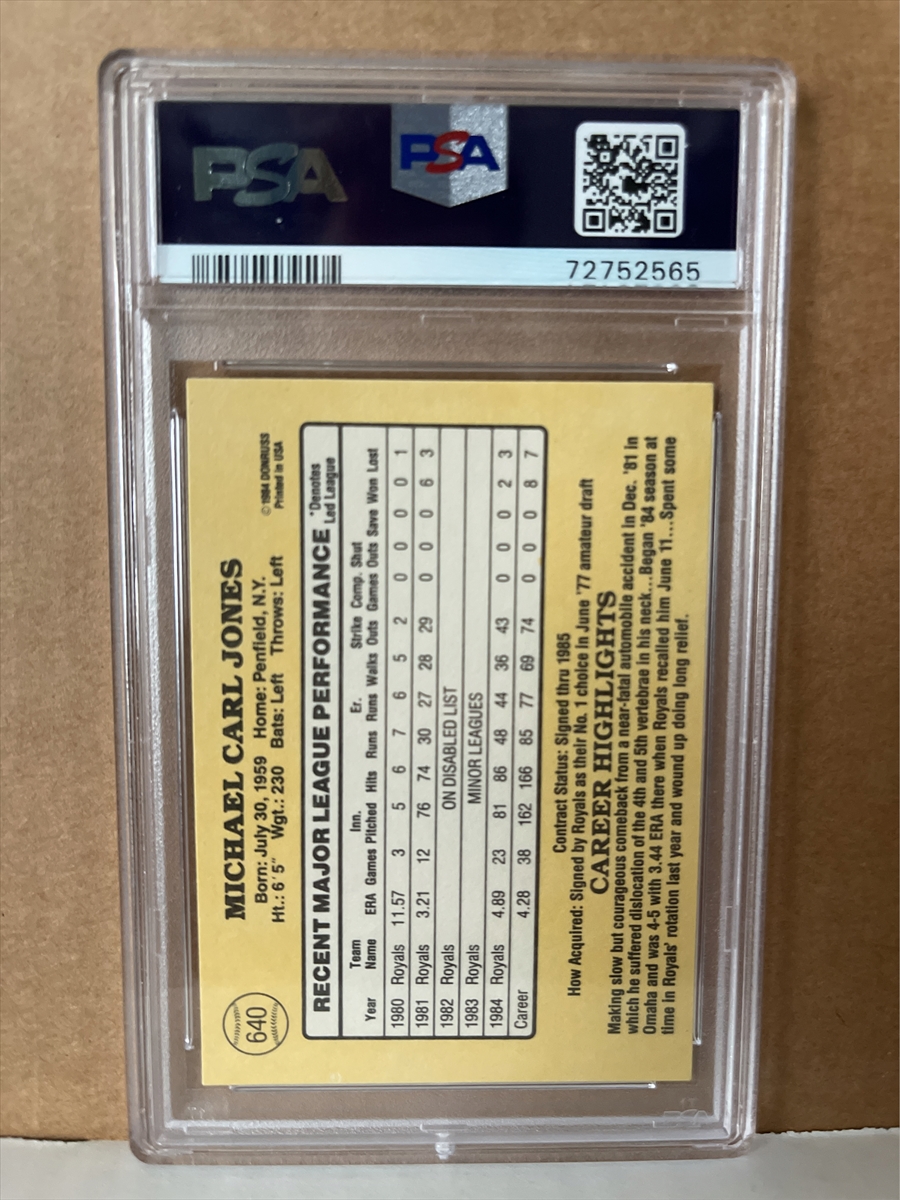 PSA
PSA
72752565
640
MICHAEL CARL JONES
Born: July 30, 1959 Home: Penfield, N.Y.
Ht.: 6'5" Wgt.: 230 Bats: Left Throws: Left
© 1984 DONRUSS
Printed in USA
RECENT MAJOR LEAGUE PERFORMANCE
*Denotes
Led League
Year Team Name ERA Games Inn. Pitched Hits Runs Er. Runs Walks Strike Outs Comp. Games Shut Outs Save Won Lost
1980 Royals 11.57 3 5 6 7 6 5 2 0 0 0 0 1
1981 Royals 3.21 12 76 74 30 27 28 29 0 0 0 6 3
1982 Royals ON DISABLED LIST
1983 Royals MINOR LEAGUES
1984 Royals 4.89 23 81 86 48 44 36 43 0 0 0 2 3
Career 4.28 38 162 166 85 77 69 74 0 0 0 8 7
Contract Status: Signed thru 1985
How Acquired: Signed by Royals as their No. 1 choice in June '77 amateur draft
CAREER HIGHLIGHTS
Making slow but courageous comeback from a near-fatal automobile accident in Dec. '81 in
which he suffered dislocation of the 4th and 5th vertebrae in his neck...Began '84 season at
Omaha and was 4-5 with 3.44 ERA there when Royals recalled him June 11...Spent some
time in Royals' rotation last year and wound up doing long relief.
PSA